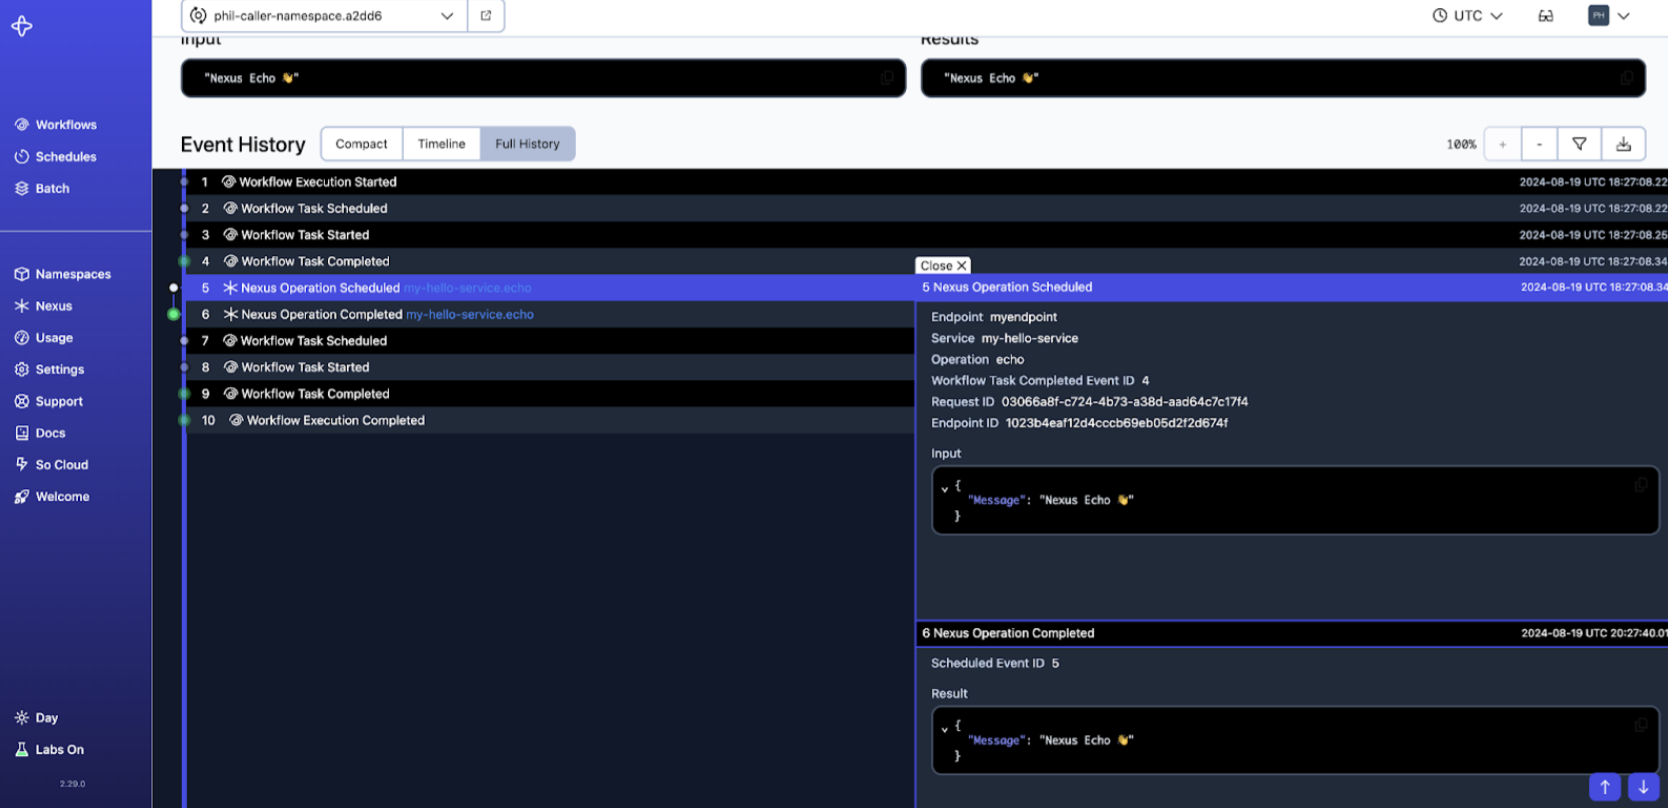 phil-caller-namespace.a2dd6
UTC
PH
Workflows
Schedules
Batch
Namespaces
Nexus
Usage
Settings
Support
Docs
So Cloud
Welcome
Day
Labs On
2.29.0
Input
Results
"Nexus Echo 👋"
"Nexus Echo 👋"
Event History
Compact
Timeline
Full History
100%
+
-
1 Workflow Execution Started 2024-08-19 UTC 18:27:08.22
2 Workflow Task Scheduled 2024-08-19 UTC 18:27:08.22
3 Workflow Task Started 2024-08-19 UTC 18:27:08.25
4 Workflow Task Completed 2024-08-19 UTC 18:27:08.34
5 Nexus Operation Scheduled my-hello-service.echo
6 Nexus Operation Completed my-hello-service.echo
7 Workflow Task Scheduled
8 Workflow Task Started
9 Workflow Task Completed
10 Workflow Execution Completed
Close X
5 Nexus Operation Scheduled 2024-08-19 UTC 18:27:08.34
Endpoint myendpoint
Service my-hello-service
Operation echo
Workflow Task Completed Event ID 4
Request ID 03066a8f-c724-4b73-a38d-aad64c7c17f4
Endpoint ID 1023b4eaf12d4cccb69eb05d2f2d674f
Input
{
"Message": "Nexus Echo 👋"
}
6 Nexus Operation Completed 2024-08-19 UTC 20:27:40.01
Scheduled Event ID 5
Result
{
"Message": "Nexus Echo 👋"
}